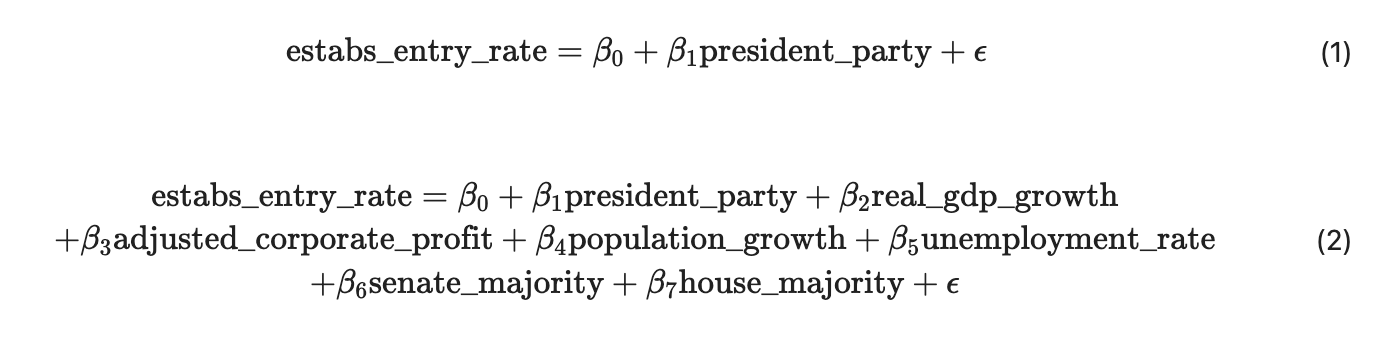 estabs_entry_rate = β₀ + β₁president_party + ϵ (1)
estabs_entry_rate = β₀ + β₁president_party + β₂real_gdp_growth
+β₃adjusted_corporate_profit + β₄population_growth + β₅unemployment_rate (2)
+β₆senate_majority + β₇house_majority + ϵ